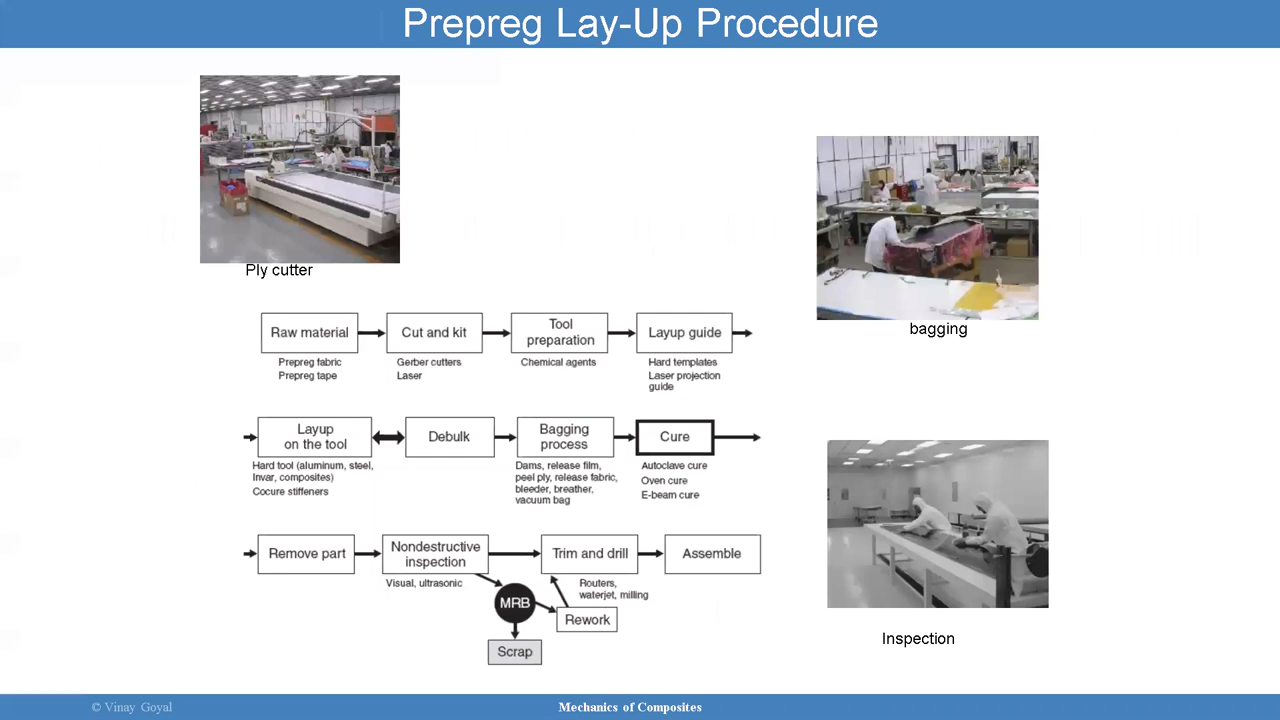 Prepreg Lay-Up Procedure
Ply cutter
bagging
Raw material
Prepreg fabric
Prepreg tape
Cut and kit
Gerber cutters
Laser
Tool
preparation
Chemical agents
Layup guide
Hard templates
Laser projection
guide
Layup
on the tool
Hard tool (aluminum, steel,
Invar, composites)
Cocure stiffeners
Debulk
Bagging
process
Dams, release film,
peel ply, release fabric,
bleeder, breather,
vacuum bag
Cure
Autoclave cure
Oven cure
E-beam cure
Remove part
Nondestructive
inspection
Visual, ultrasonic
Trim and drill
Routers,
waterjet, milling
Assemble
MRB
Rework
Scrap
Inspection
© Vinay Goyal
Mechanics of Composites